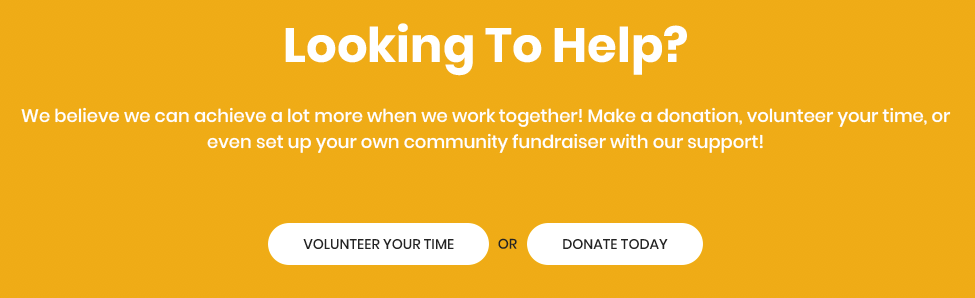 Looking To Help?
We believe we can achieve a lot more when we work together! Make a donation, volunteer your time, or
even set up your own community fundraiser with our support!
VOLUNTEER YOUR TIME OR DONATE TODAY